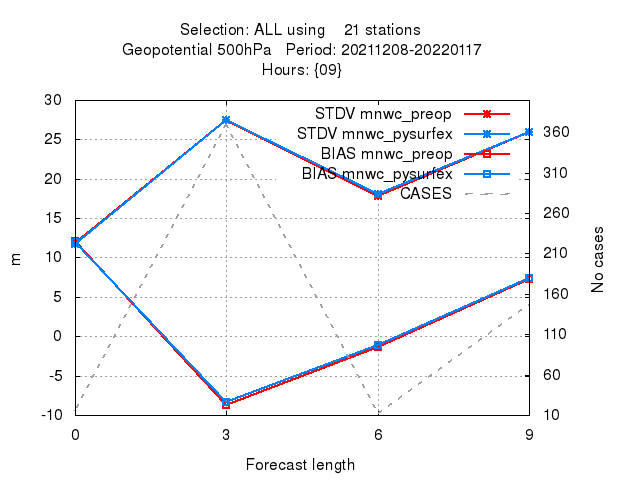 Selection: ALL using    21 stations
Geopotential 500hPa   Period: 20211208-20220117
Hours: {09}
STDV mnwc_preop
STDV mnwc_pysurfex
BIAS mnwc_preop
BIAS mnwc_pysurfex
CASES
30
25
20
15
10
5
0
-5
-10
m
360
310
260
210
160
110
60
10
No cases
0 3 6 9
Forecast length